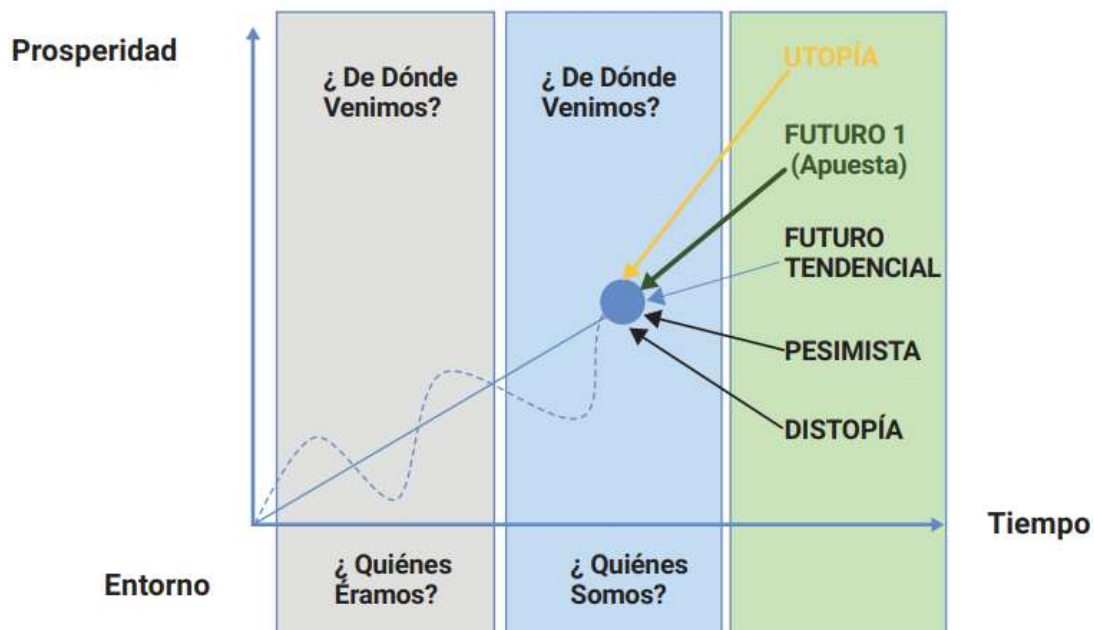 Prosperidad
¿ De Dónde
Venimos?
¿ De Dónde
Venimos?
UTOPÍA
FUTURO 1
(Apuesta)
FUTURO
TENDENCIAL
PESIMISTA
DISTOPÍA
Tiempo
Entorno
¿ Quiénes
Éramos?
¿ Quiénes
Somos?